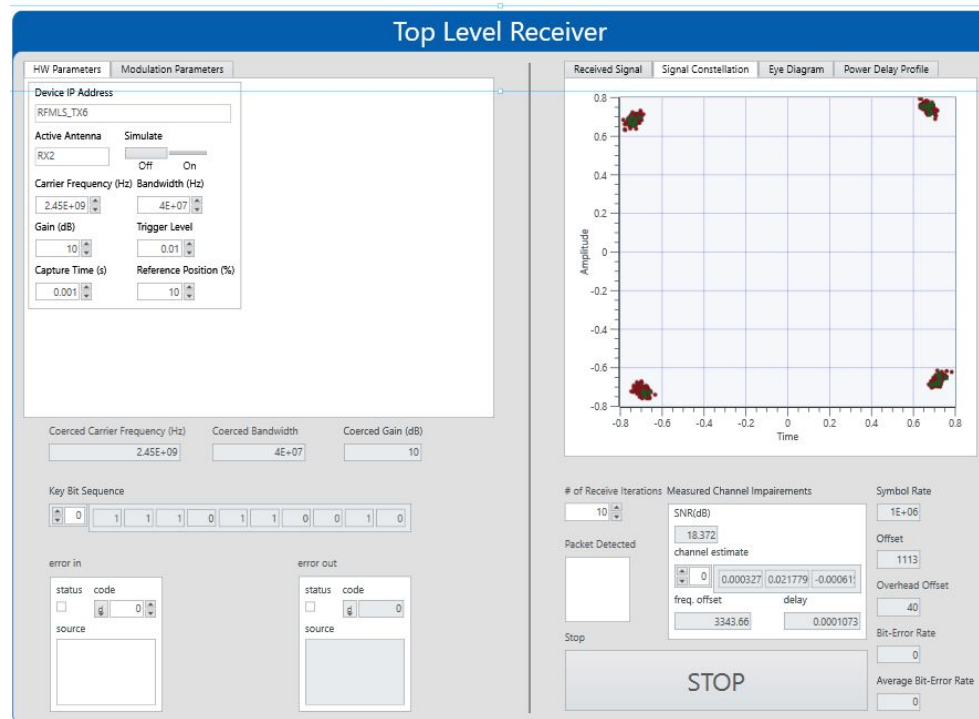 Top Level Receiver
HW Parameters Modulation Parameters
Device IP Address
RFMLS_TX6
Active Antenna Simulate
RX2
Off On
Carrier Frequency (Hz) Bandwidth (Hz)
2.45E+09 4E+07
Gain (dB) Trigger Level
10 0.01
Capture Time (s) Reference Position (%)
0.001 10
Coerced Carrier Frequency (Hz) Coerced Bandwidth Coerced Gain (dB)
2.45E+09 4E+07 10
Key Bit Sequence
0 1 1 1 0 1 1 0 0 1 0
error in
status code
0
source
error out
status code
0
source
Received Signal Signal Constellation Eye Diagram Power Delay Profile
0.8
0.6
0.4
0.2
0
-0.2
-0.4
-0.6
-0.8
Amplitude
-0.8 -0.6 -0.4 -0.2 0 0.2 0.4 0.6 0.8
Time
# of Receive Iterations
10
Packet Detected
Measured Channel Impairements
SNR(dB)
18.372
channel estimate
0 0.000327 0.021779
freq. offset delay
3343.66 0.0001073
Symbol Rate
1E+06
Offset
1113
Overhead Offset
40
Bit-Error Rate
0
Average Bit-Error Rate
0
Stop
STOP